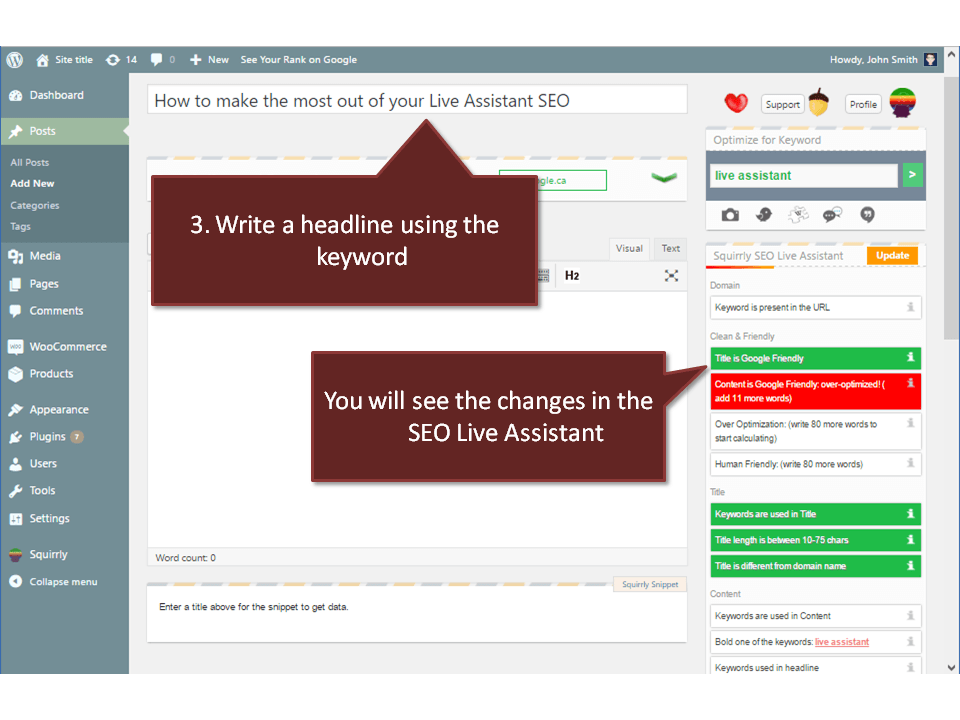 Site title
14
0
New
See Your Rank on Google
Howdy, John Smith
Dashboard
Posts
All Posts
Add New
Categories
Tags
Media
Pages
Comments
WooCommerce
Products
Appearance
Plugins 7
Users
Tools
Settings
Squirrly
Collapse menu
How to make the most out of your Live Assistant SEO
gle.ca
3. Write a headline using the
keyword
Visual
Text
H2
You will see the changes in the
SEO Live Assistant
Word count: 0
Squirrly Snippet
Enter a title above for the snippet to get data.
Support
Profile
Optimize for Keyword
live assistant
>
Squirrly SEO Live Assistant
Update
Domain
Keyword is present in the URL
Clean & Friendly
Title is Google Friendly
Content is Google Friendly: over-optimized! (
add 11 more words)
Over Optimization: (write 80 more words to
start calculating)
Human Friendly: (write 80 more words)
Title
Keywords are used in Title
Title length is between 10-75 chars
Title is different from domain name
Content
Keywords are used in Content
Bold one of the keywords: live assistant
Keywords used in headline